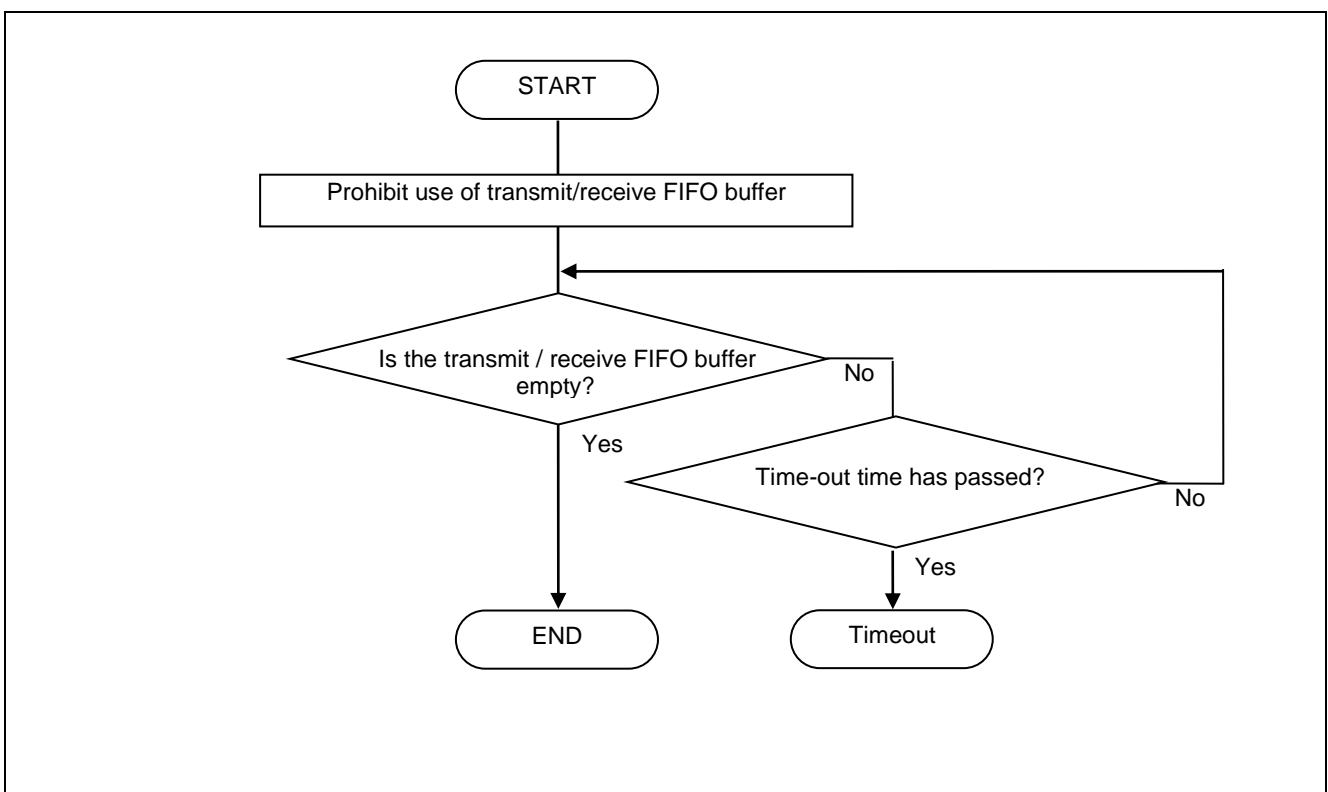 START
Prohibit use of transmit/receive FIFO buffer
Is the transmit / receive FIFO buffer
empty?
No
Yes
Time-out time has passed?
No
Yes
END
Timeout